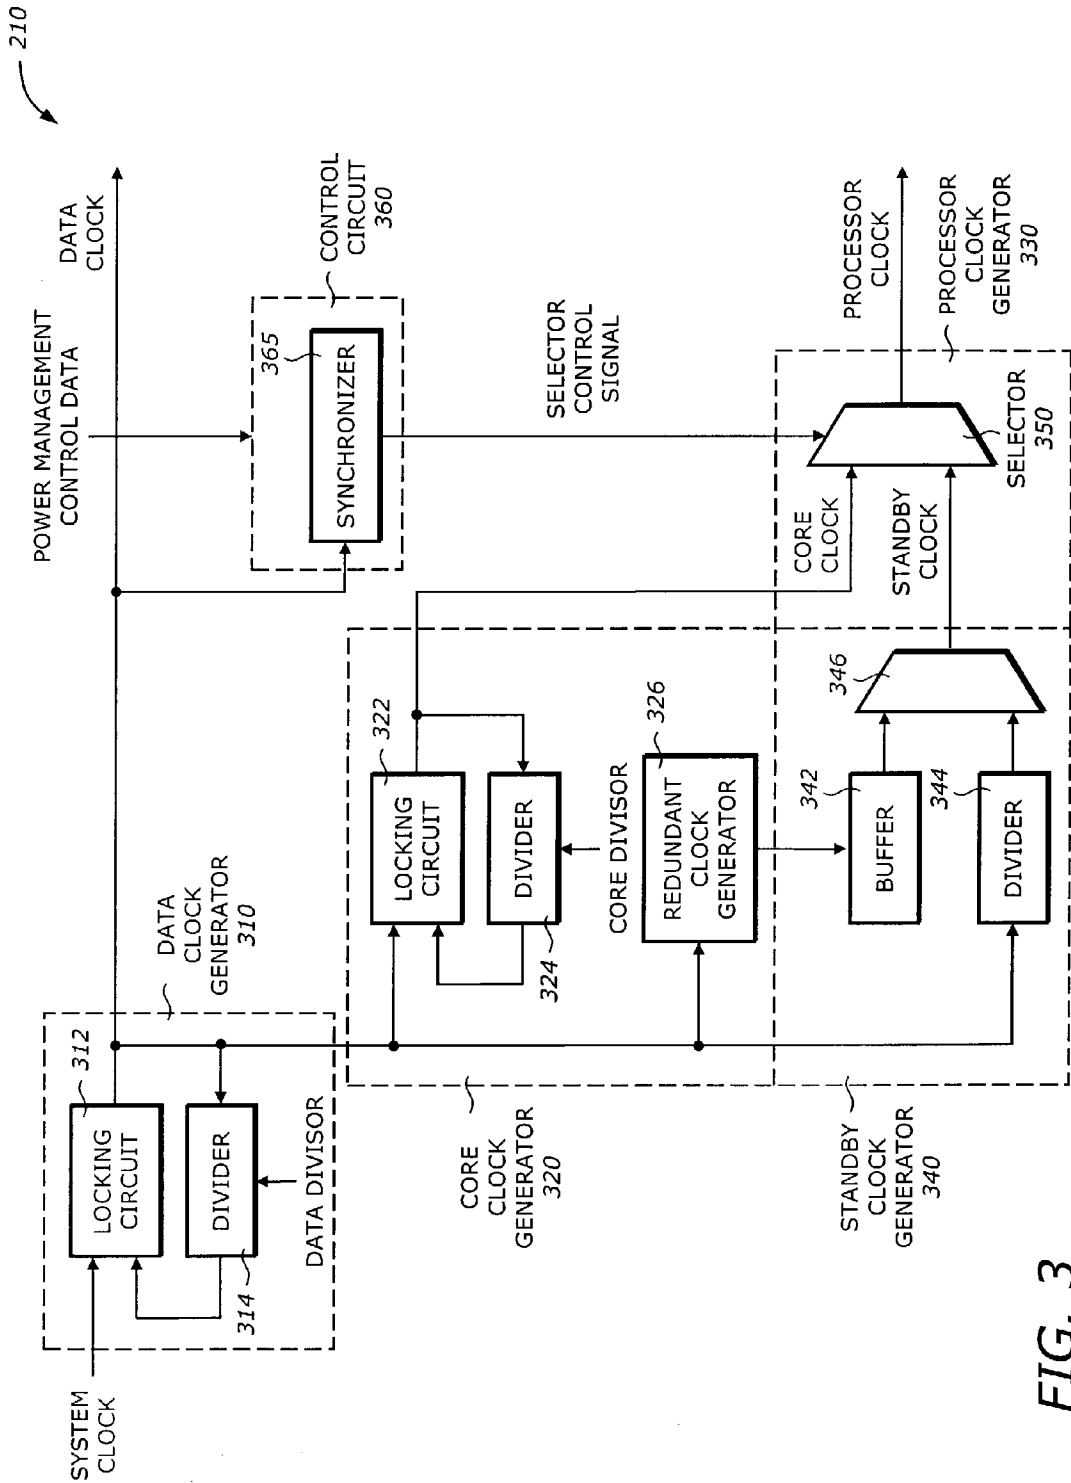 210
DATA
CLOCK
POWER MANAGEMENT
CONTROL DATA
CONTROL
CIRCUIT
360
365
SYNCHRONIZER
SELECTOR
CONTROL
SIGNAL
PROCESSOR
CLOCK
PROCESSOR
CLOCK
GENERATOR
330
SELECTOR
350
CORE
CLOCK
STANDBY
CLOCK
SYSTEM
CLOCK
312
LOCKING
CIRCUIT
DIVIDER
314
DATA DIVISOR
DATA
CLOCK
GENERATOR
310
322
LOCKING
CIRCUIT
DIVIDER
324
CORE DIVISOR
326
REDUNDANT
CLOCK
GENERATOR
CORE
CLOCK
GENERATOR
320
342
BUFFER
344
DIVIDER
346
STANDBY
CLOCK
GENERATOR
340
FIG. 3